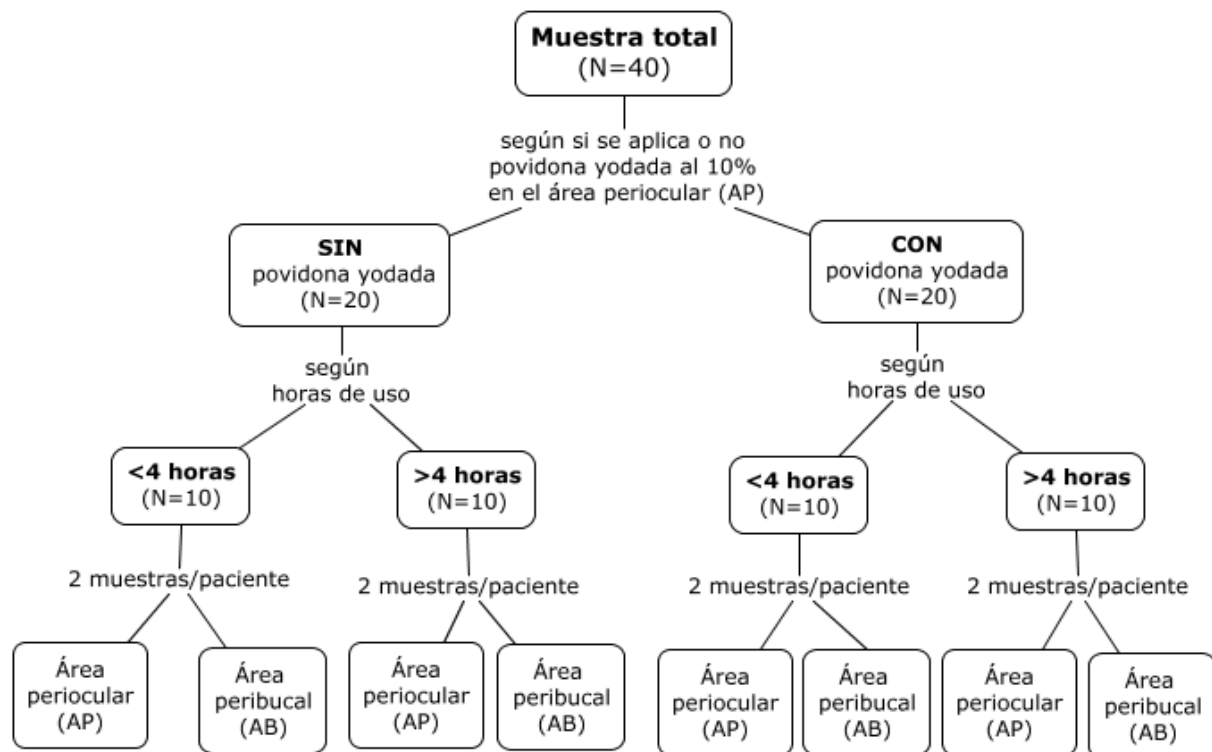 Muestra total
(N=40)
según si se aplica o no
povidona yodada al 10%
en el área periocular (AP)
SIN
povidona yodada
(N=20)
CON
povidona yodada
(N=20)
según
horas de uso
según
horas de uso
<4 horas
(N=10)
>4 horas
(N=10)
<4 horas
(N=10)
>4 horas
(N=10)
2 muestras/paciente
2 muestras/paciente
2 muestras/paciente
2 muestras/paciente
Área
periocular
(AP)
Área
peribucal
(AB)
Área
periocular
(AP)
Área
peribucal
(AB)
Área
periocular
(AP)
Área
peribucal
(AB)
Área
periocular
(AP)
Área
peribucal
(AB)